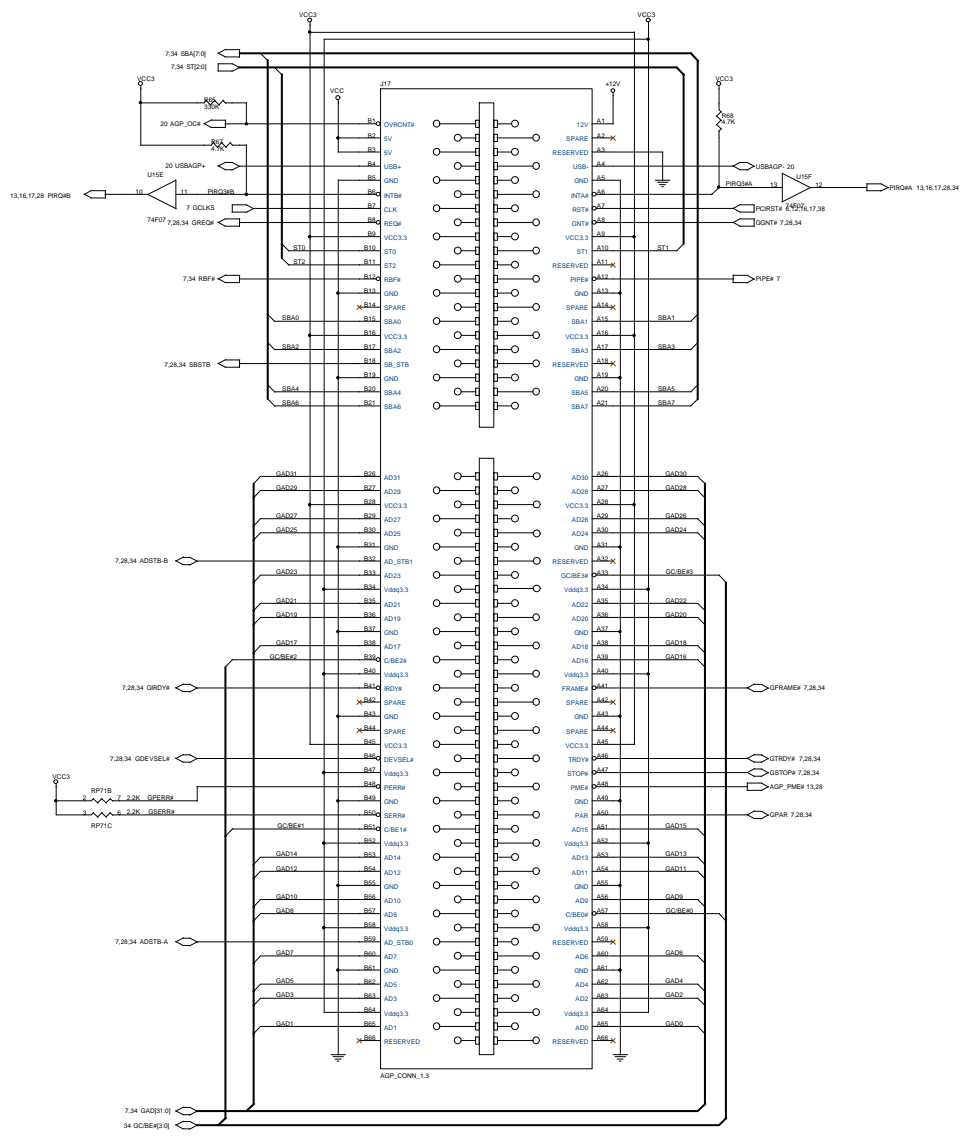 VCC3
VCC3
7,34 SBA[7:0]
7,34 ST[2:0]
VCC3
VCC
J17
+12V
VCC3
R65
330K
20 AGP_OC#
R67
4.7K
R68
4.7K
20 USBAGP+
USBAGP- 20
U15E
U15F
13,16,17,28 PIRQ#B
10
11
PIRQ3#B
PIRQ3#A
13
12
PIRQ#A 13,16,17,28,34
7 GCLKS
74F07
74F07
PCIRST# 6,12,16,17,38
7,28,34 GREQ#
GGNT# 7,28,34
B1 OVRCNT# 12V A1
B2 5V SPARE A2
B3 5V RESERVED A3
B4 USB+ USB- A4
B5 GND GND A5
B6 INTB# INTA# A6
B7 CLK RST# A7
B8 REQ# GNT# A8
B9 VCC3.3 VCC3.3 A9
ST0 B10 ST0 ST1 A10 ST1
ST2 B11 ST2 RESERVED A11
7,34 RBF# B12 RBF# PIPE# A12 PIPE# 7
B13 GND GND A13
B14 SPARE SPARE A14
SBA0 B15 SBA0 SBA1 A15 SBA1
B16 VCC3.3 VCC3.3 A16
SBA2 B17 SBA2 SBA3 A17 SBA3
7,28,34 SBSTB B18 SB_STB RESERVED A18
B19 GND GND A19
SBA4 B20 SBA4 SBA5 A20 SBA5
SBA6 B21 SBA6 SBA7 A21 SBA7
GAD31 B26 AD31 AD30 A26 GAD30
GAD29 B27 AD29 AD28 A27 GAD28
B28 VCC3.3 VCC3.3 A28
GAD27 B29 AD27 AD26 A29 GAD26
GAD25 B30 AD25 AD24 A30 GAD24
B31 GND GND A31
7,28,34 ADSTB-B B32 AD_STB1 RESERVED A32
GAD23 B33 AD23 GC/BE3# A33 GC/BE#3
B34 Vddq3.3 Vddq3.3 A34
GAD21 B35 AD21 AD22 A35 GAD22
GAD19 B36 AD19 AD20 A36 GAD20
B37 GND GND A37
GAD17 B38 AD17 AD18 A38 GAD18
GC/BE#2 B39 C/BE2# AD16 A39 GAD16
B40 Vddq3.3 Vddq3.3 A40
7,28,34 GIRDY# B41 IRDY# FRAME# A41 GFRAME# 7,28,34
B42 SPARE SPARE A42
B43 GND GND A43
B44 SPARE SPARE A44
B45 VCC3.3 VCC3.3 A45
7,28,34 GDEVSEL# B46 DEVSEL# TRDY# A46 GTRDY# 7,28,34
B47 Vddq3.3 STOP# A47 GSTOP# 7,28,34
VCC3
RP71B
2 7 2.2K GPERR# B48 PERR# PME# A48 AGP_PME# 13,28
B49 GND GND A49
3 6 2.2K GSERR# B50 SERR# PAR A50 GPAR 7,28,34
RP71C
GC/BE#1 B51 C/BE1# AD15 A51 GAD15
B52 Vddq3.3 Vddq3.3 A52
GAD14 B53 AD14 AD13 A53 GAD13
GAD12 B54 AD12 AD11 A54 GAD11
B55 GND GND A55
GAD10 B56 AD10 AD9 A56 GAD9
GAD8 B57 AD8 C/BE0# A57 GC/BE#0
B58 Vddq3.3 Vddq3.3 A58
7,28,34 ADSTB-A B59 AD_STB0 RESERVED A59
GAD7 B60 AD7 AD6 A60 GAD6
B61 GND GND A61
GAD5 B62 AD5 AD4 A62 GAD4
GAD3 B63 AD3 AD2 A63 GAD2
B64 Vddq3.3 Vddq3.3 A64
GAD1 B65 AD1 AD0 A65 GAD0
B66 RESERVED RESERVED A66
AGP_CONN_1.3
7,34 GAD[31:0]
34 GC/BE#[3:0]